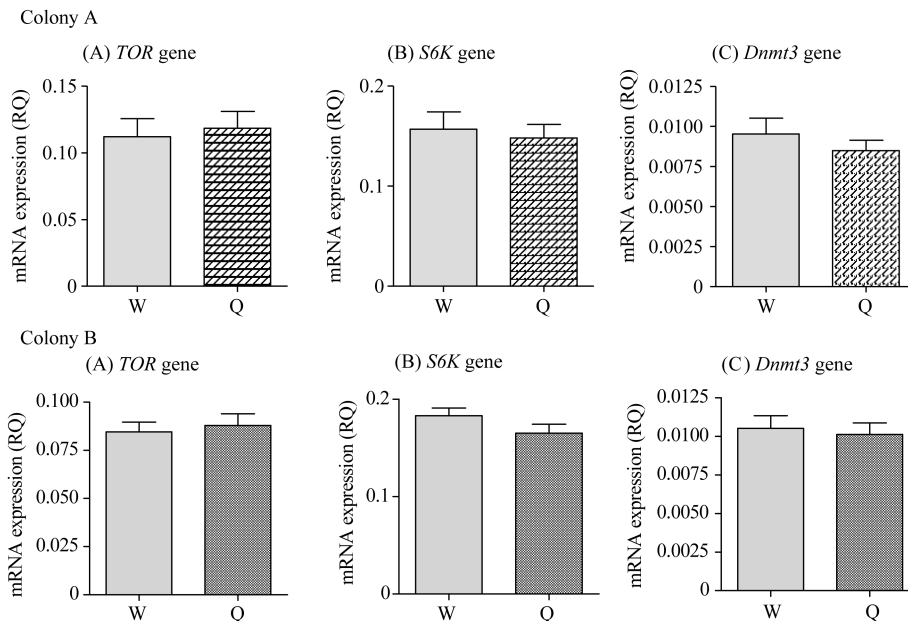 Colony A
(A) TOR gene
(B) S6K gene
(C) Dnmt3 gene
mRNA expression (RQ)
0.15
0.10
0.05
0
W
Q
mRNA expression (RQ)
0.2
0.1
0
W
Q
mRNA expression (RQ)
0.0125
0.0100
0.0075
0.0050
0.0025
0
W
Q
Colony B
(A) TOR gene
(B) S6K gene
(C) Dnmt3 gene
mRNA expression (RQ)
0.100
0.075
0.050
0.025
0
W
Q
mRNA expression (RQ)
0.2
0.1
0
W
Q
mRNA expression (RQ)
0.0125
0.0100
0.0075
0.0050
0.0025
0
W
Q